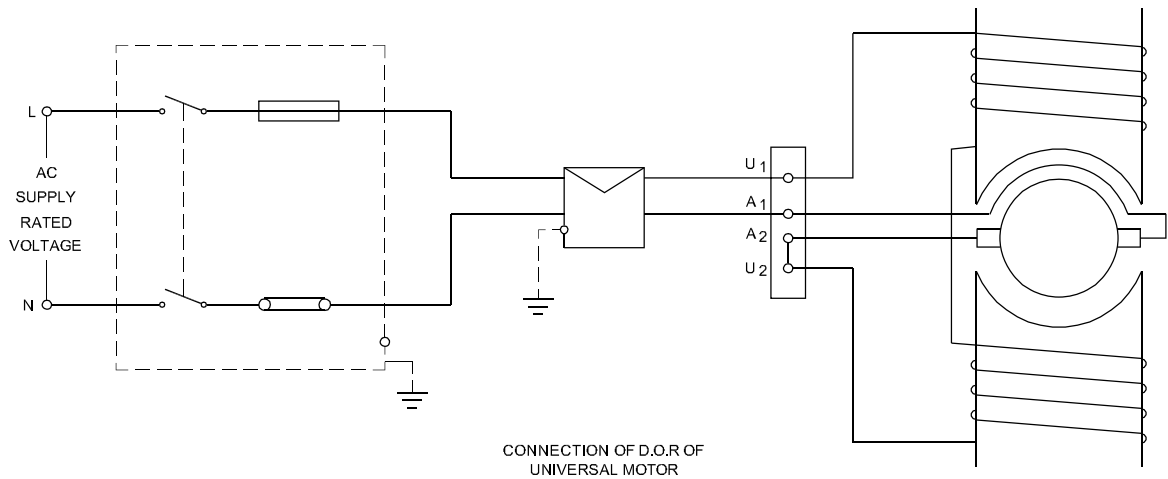 L
AC
SUPPLY
RATED
VOLTAGE
N
U1
A1
A2
U2
CONNECTION OF D.O.R OF
UNIVERSAL MOTOR